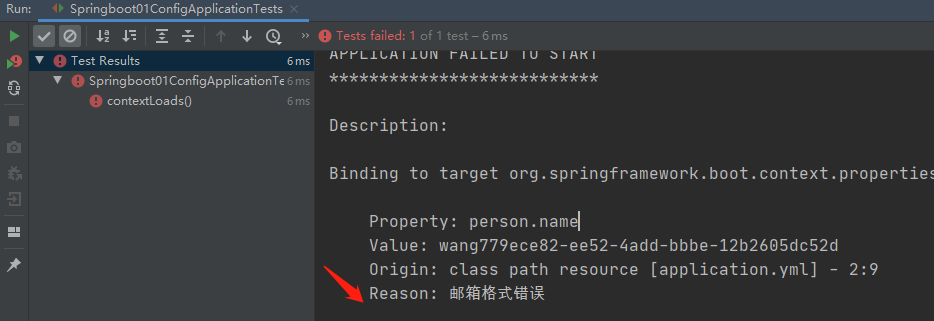 Run: Springboot01ConfigApplicationTests ×
» Tests failed: 1 of 1 test – 6 ms
Test Results 6 ms
Springboot01ConfigApplicationTe 6 ms
contextLoads() 6 ms
APPLICATION FAILED TO START
***************************
Description:
Binding to target org.springframework.boot.context.properties
Property: person.name
Value: wang779ece82-ee52-4add-bbbe-12b2605dc52d
Origin: class path resource [application.yml] - 2:9
Reason: 邮箱格式错误